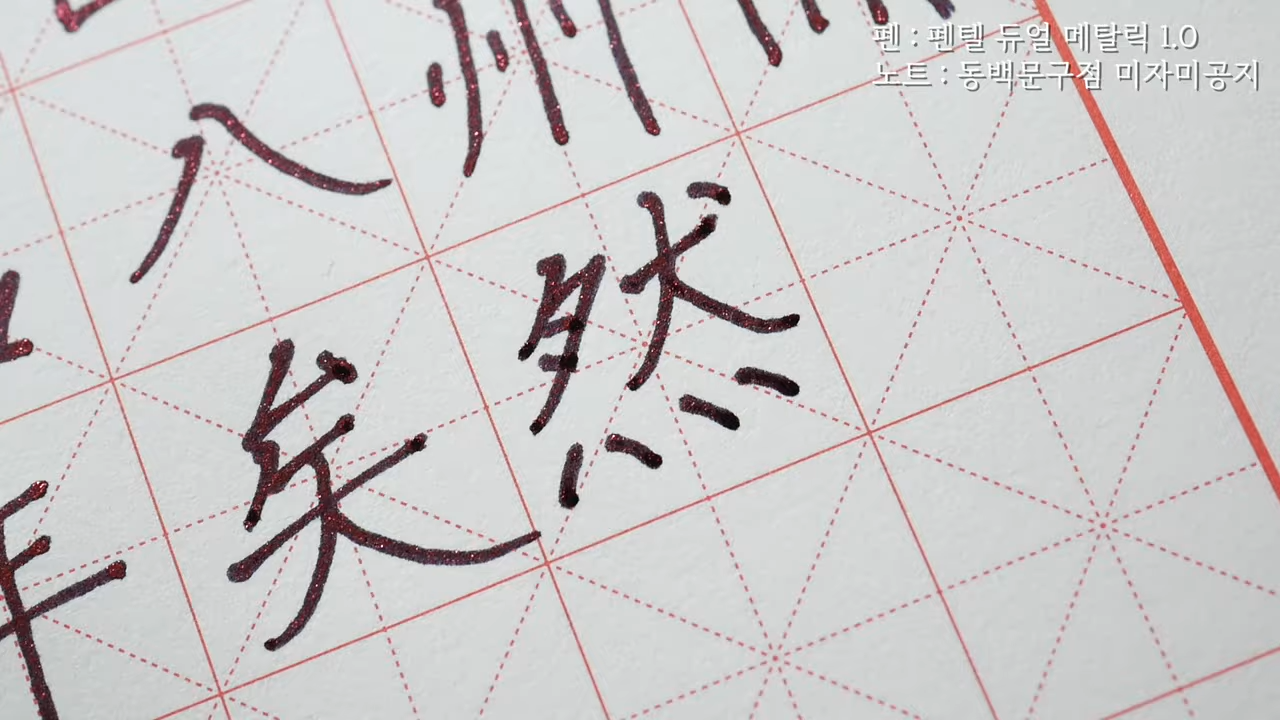 펜 : 펜텔 듀얼 메탈릭 1.0
노트 : 동백문구점 미자미공지
入
矣 然